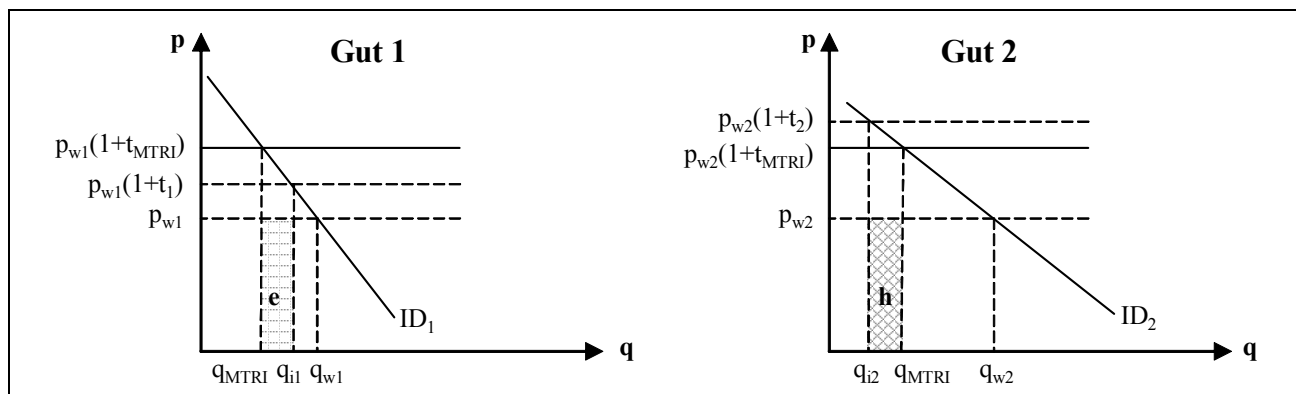 p
Gut 1
p_w1(1+t_MTRI)
p_w1(1+t_1)
p_w1
e
ID_1
q
q_MTRI q_i1 q_w1
p
Gut 2
p_w2(1+t_2)
p_w2(1+t_MTRI)
p_w2
h
ID_2
q
q_i2 q_MTRI q_w2